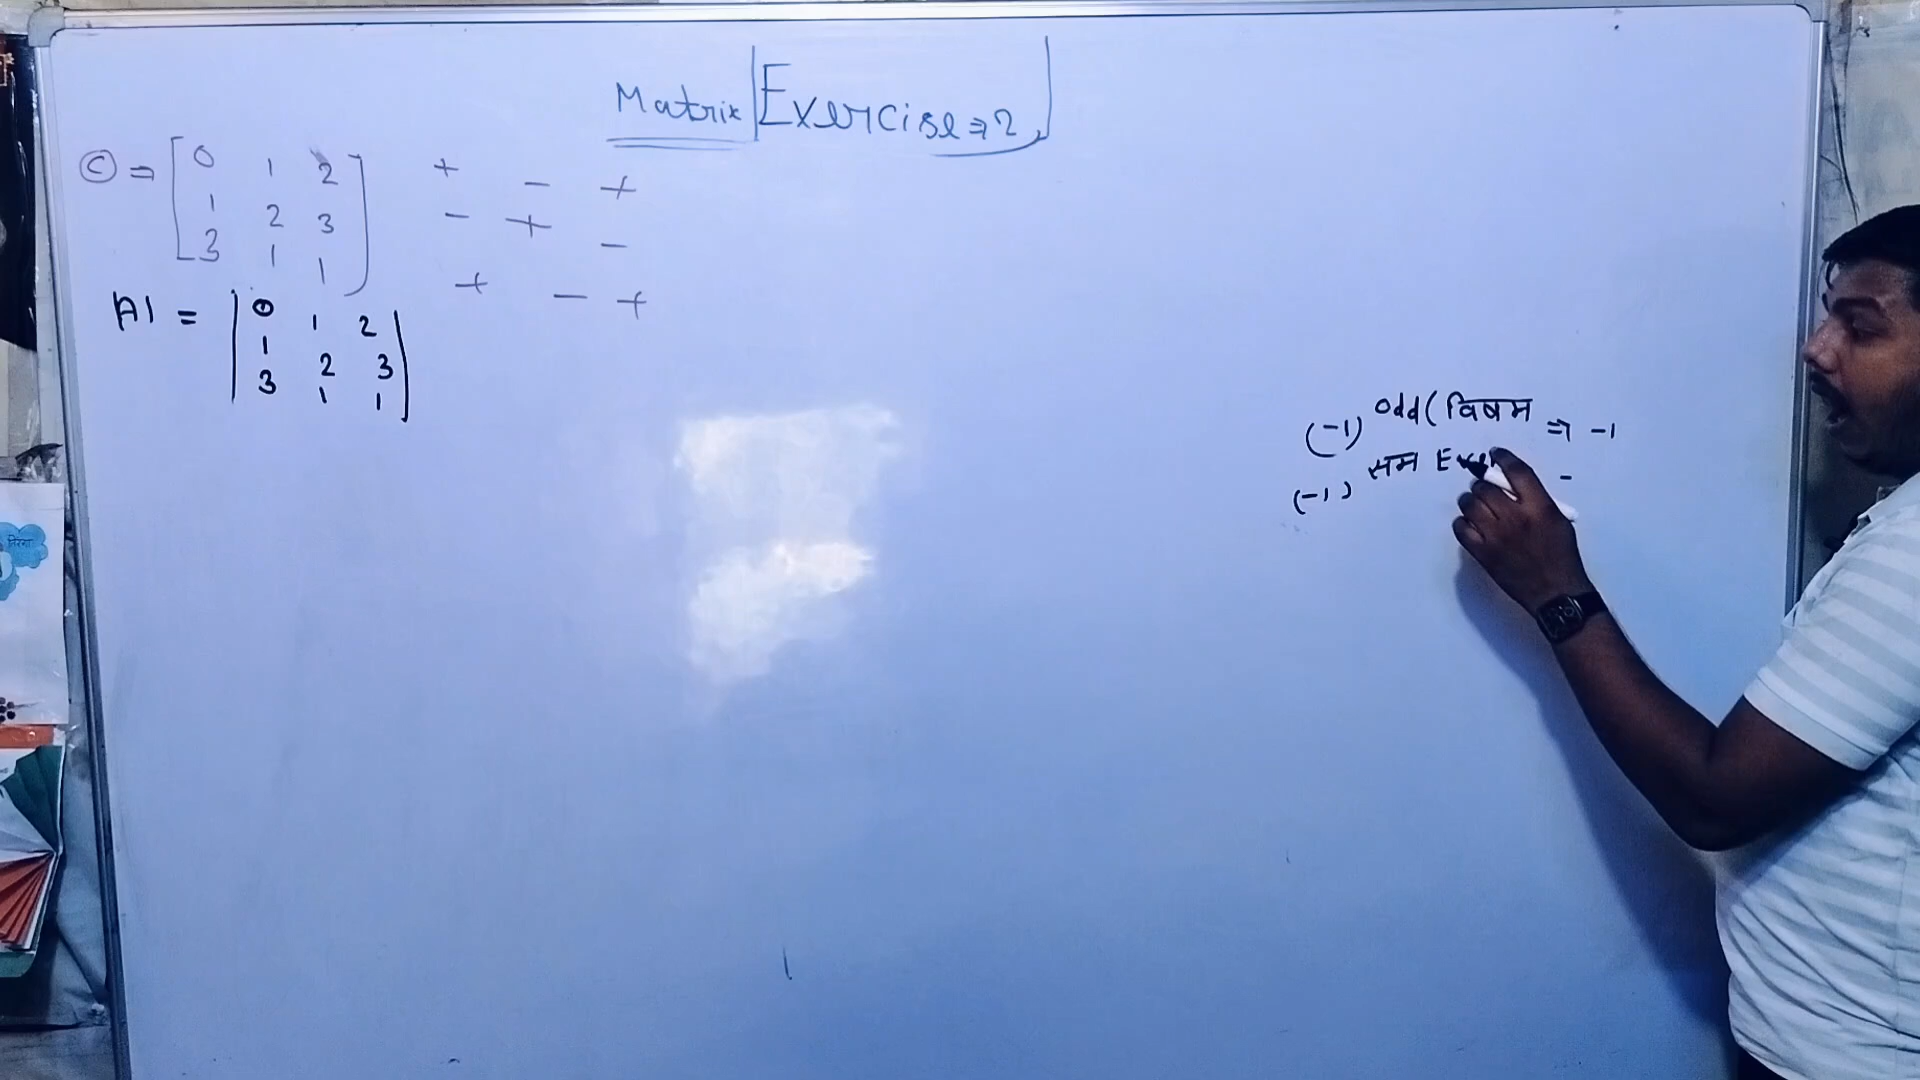 Matrix Exercise ⇒ 2
(c) ⇒ [ 0 1 2
1 2 3
3 1 1 ]
+ - +
- + -
+ - +
A| = | 0 1 2
1 2 3
3 1 1 |
(-1) odd ( विषम ⇒ -1
(-1) सम -
तिरंगा